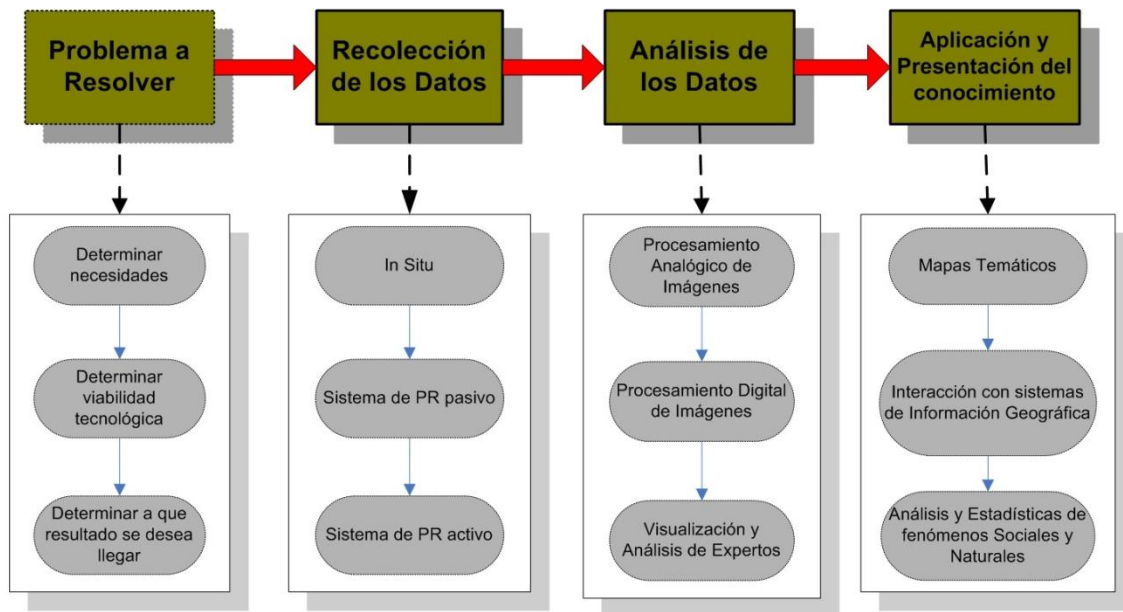 Problema a
Resolver
Recolección
de los Datos
Análisis de
los Datos
Aplicación y
Presentación del
conocimiento
Determinar
necesidades
Determinar
viabilidad
tecnológica
Determinar a que
resultado se desea
llegar
In Situ
Sistema de PR pasivo
Sistema de PR activo
Procesamiento
Analógico de
Imágenes
Procesamiento Digital
de Imágenes
Visualización y
Análisis de Expertos
Mapas Temáticos
Interacción con sistemas
de Información Geográfica
Análisis y Estadísticas de
fenómenos Sociales y
Naturales